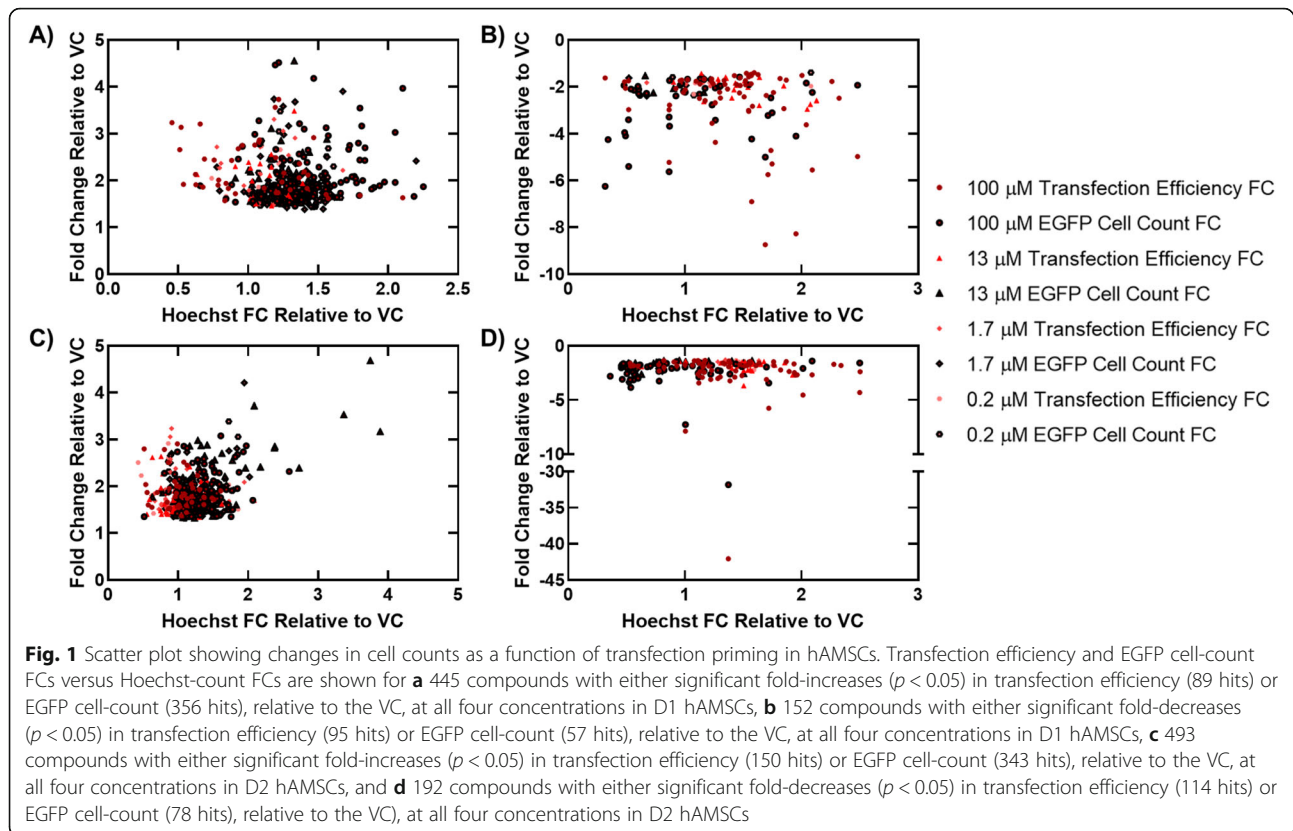 A)
Fold Change Relative to VC
5
4
3
2
1
0
0.0 0.5 1.0 1.5 2.0 2.5
Hoechst FC Relative to VC
B)
Fold Change Relative to VC
0
-2
-4
-6
-8
-10
0 1 2 3
Hoechst FC Relative to VC
C)
Fold Change Relative to VC
5
4
3
2
1
0
0 1 2 3 4 5
Hoechst FC Relative to VC
D)
Fold Change Relative to VC
0
-5
-10
-30
-35
-40
-45
0 1 2 3
Hoechst FC Relative to VC
100 μM Transfection Efficiency FC
100 μM EGFP Cell Count FC
13 μM Transfection Efficiency FC
13 μM EGFP Cell Count FC
1.7 μM Transfection Efficiency FC
1.7 μM EGFP Cell Count FC
0.2 μM Transfection Efficiency FC
0.2 μM EGFP Cell Count FC
Fig. 1 Scatter plot showing changes in cell counts as a function of transfection priming in hAMSCs. Transfection efficiency and EGFP cell-count
FCs versus Hoechst-count FCs are shown for a 445 compounds with either significant fold-increases (p < 0.05) in transfection efficiency (89 hits) or
EGFP cell-count (356 hits), relative to the VC, at all four concentrations in D1 hAMSCs, b 152 compounds with either significant fold-decreases
(p < 0.05) in transfection efficiency (95 hits) or EGFP cell-count (57 hits), relative to the VC, at all four concentrations in D1 hAMSCs, c 493
compounds with either significant fold-increases (p < 0.05) in transfection efficiency (150 hits) or EGFP cell-count (343 hits), relative to the VC, at
all four concentrations in D2 hAMSCs, and d 192 compounds with either significant fold-decreases (p < 0.05) in transfection efficiency (114 hits) or
EGFP cell-count (78 hits), relative to the VC), at all four concentrations in D2 hAMSCs